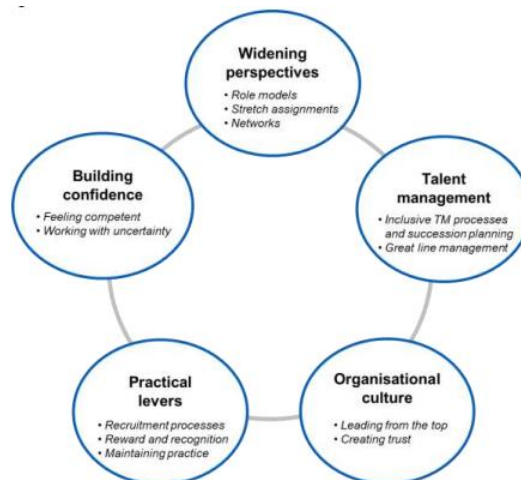 Widening
perspectives
• Role models
• Stretch assignments
• Networks
Talent
management
• Inclusive TM processes
and succession planning
• Great line management
Organisational
culture
• Leading from the top
• Creating trust
Practical
levers
• Recruitment processes
• Reward and recognition
• Maintaining practice
Building
confidence
• Feeling competent
• Working with uncertainty